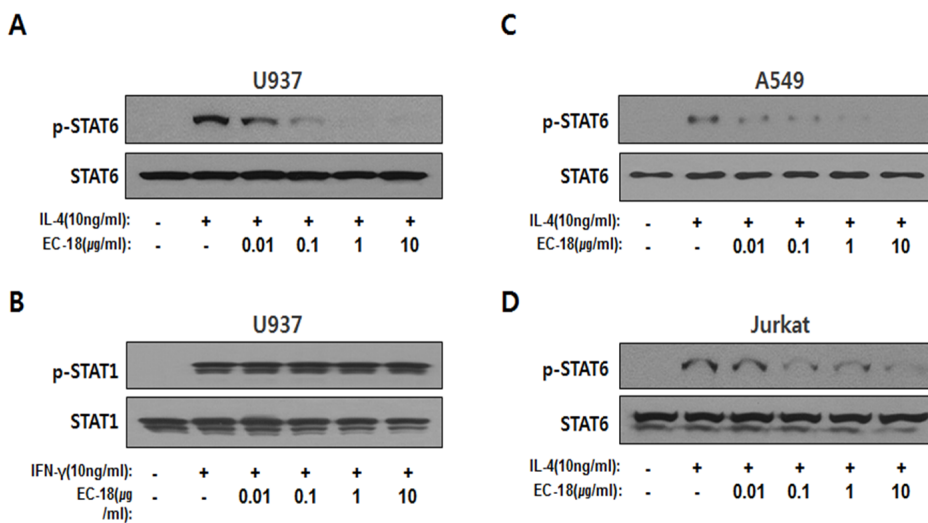 A
U937
p-STAT6
STAT6
IL-4(10ng/ml): - + + + + +
EC-18(μg/ml): - - 0.01 0.1 1 10
B
U937
p-STAT1
STAT1
IFN-γ(10ng/ml): - + + + + +
EC-18(μg - - 0.01 0.1 1 10
/ml):
C
A549
p-STAT6
STAT6
IL-4(10ng/ml): - + + + + +
EC-18(μg/ml): - - 0.01 0.1 1 10
D
Jurkat
p-STAT6
STAT6
IL-4(10ng/ml): - + + + + +
EC-18(μg/ml): - - 0.01 0.1 1 10